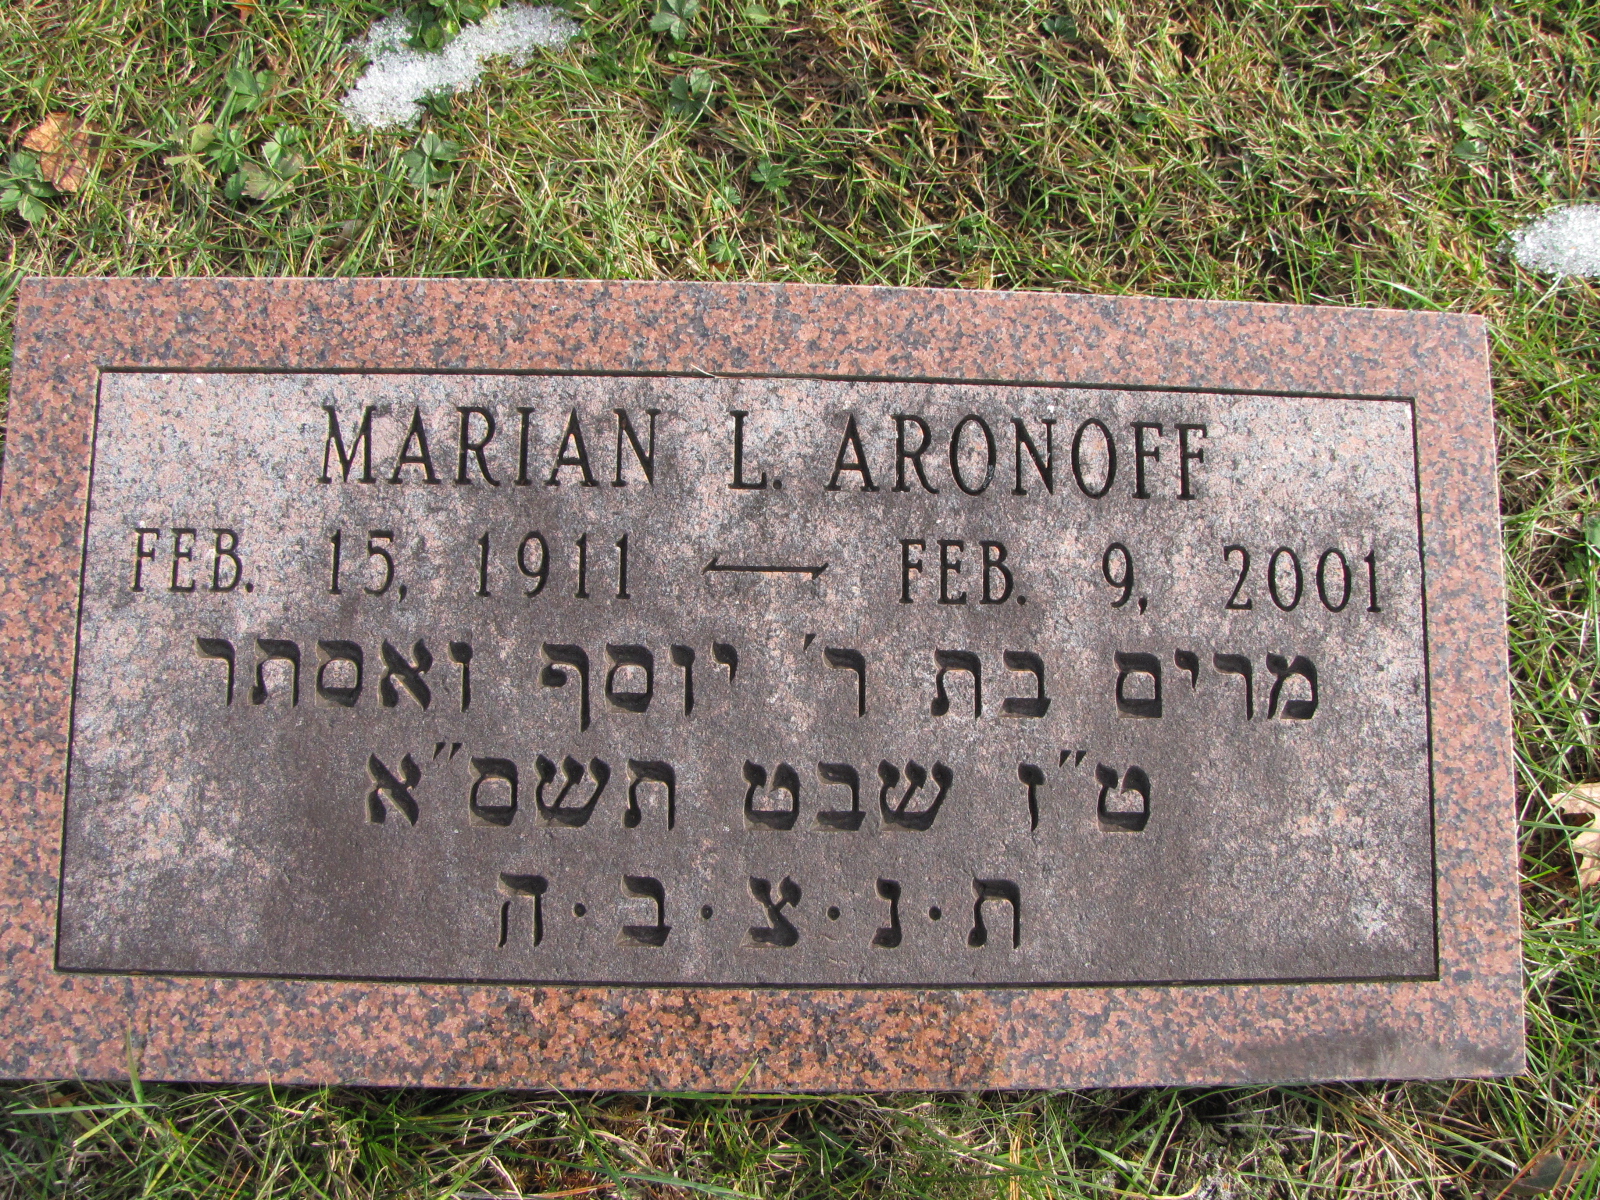 MARIAN L. ARONOFF
FEB. 15, 1911 ⟷ FEB. 9, 2001
מרים בת ר' יוסף ואסתר
ט"ז שבט תשס"א
ת·נ·צ·ב·ה